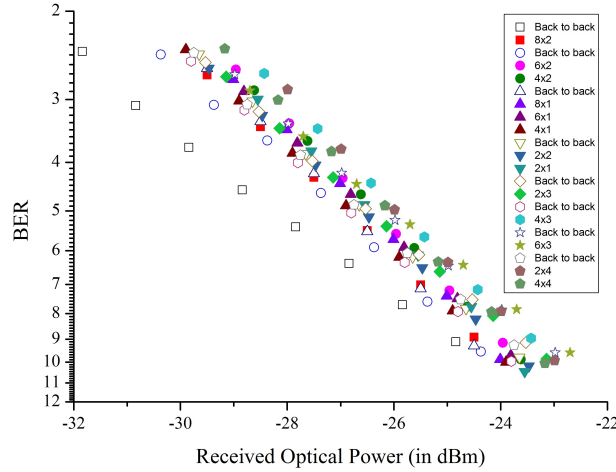 2
3
4
5
6
7
8
9
10
11
12
BER
-32
-30
-28
-26
-24
-22
Received Optical Power (in dBm)
Back to back
8x2
Back to back
6x2
4x2
Back to back
8x1
6x1
4x1
Back to back
2x2
2x1
Back to back
2x3
Back to back
4x3
Back to back
6x3
Back to back
2x4
4x4